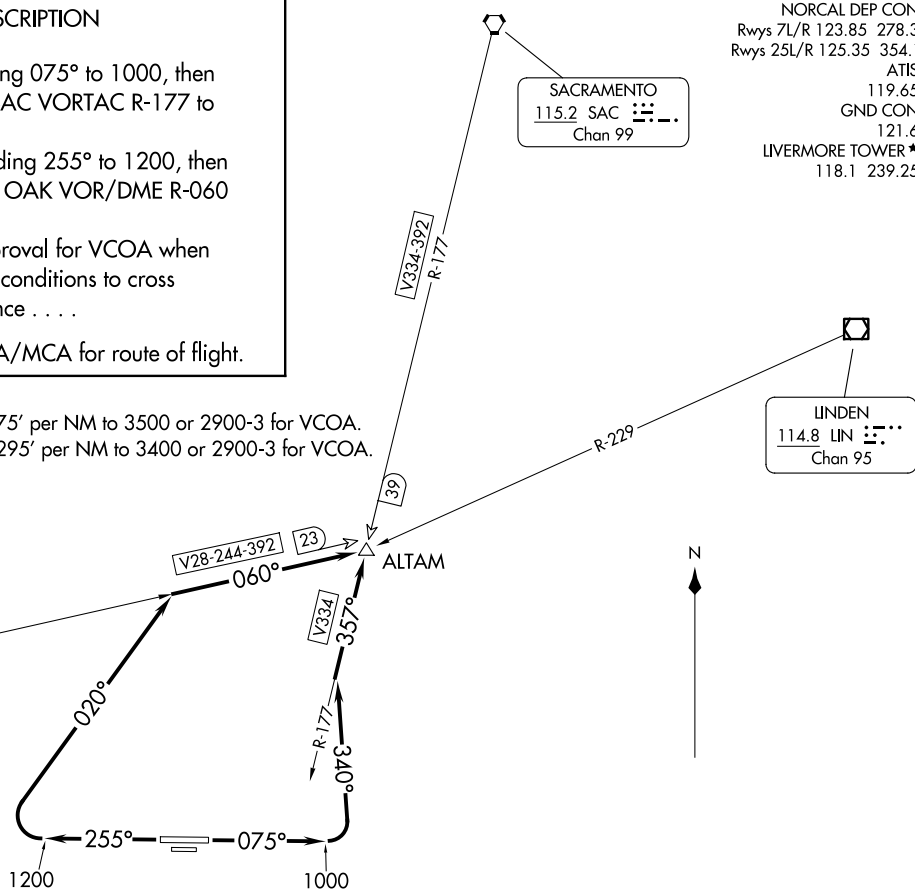 SCRIPTION
ng 075° to 1000, then
AC VORTAC R-177 to
ding 255° to 1200, then
OAK VOR/DME R-060
proval for VCOA when
conditions to cross
nce . . . .
A/MCA for route of flight.
75' per NM to 3500 or 2900-3 for VCOA.
295' per NM to 3400 or 2900-3 for VCOA.
NORCAL DEP CON
Rwys 7L/R 123.85 278.3
Rwys 25L/R 125.35 354.
ATIS
119.65
GND CON
121.6
LIVERMORE TOWER★
118.1 239.25
SACRAMENTO
115.2 SAC
Chan 99
V334-392
R-177
LINDEN
114.8 LIN
Chan 95
R-229
39
V28-244-392
23
060°
ALTAM
N
V334
357°
020°
R-177
340°
255°
075°
1200
1000